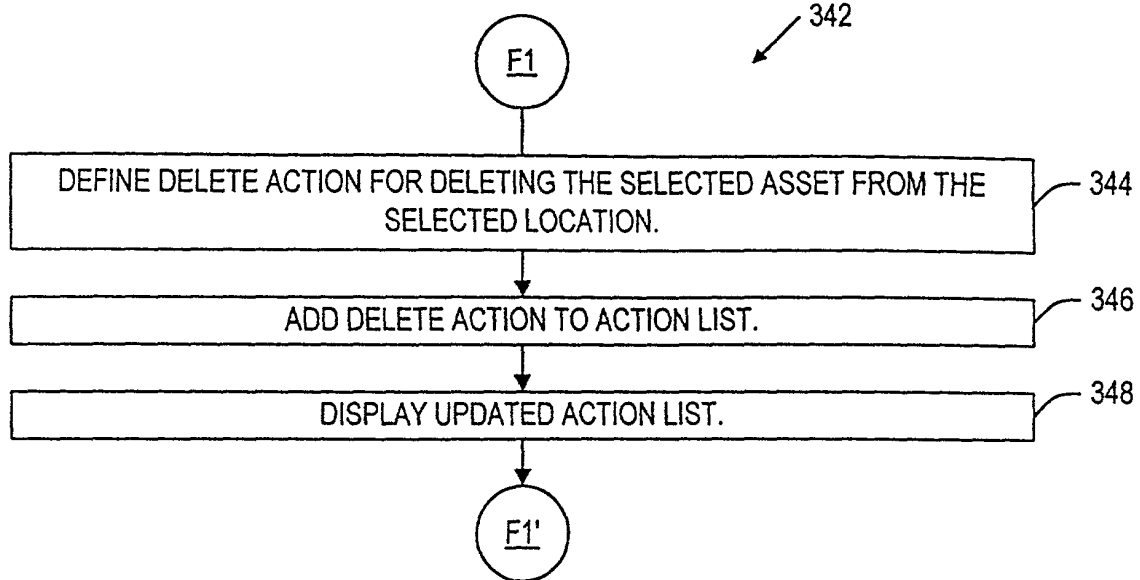 342
F1
DEFINE DELETE ACTION FOR DELETING THE SELECTED ASSET FROM THE
SELECTED LOCATION.
344
ADD DELETE ACTION TO ACTION LIST.
346
DISPLAY UPDATED ACTION LIST.
348
F1'